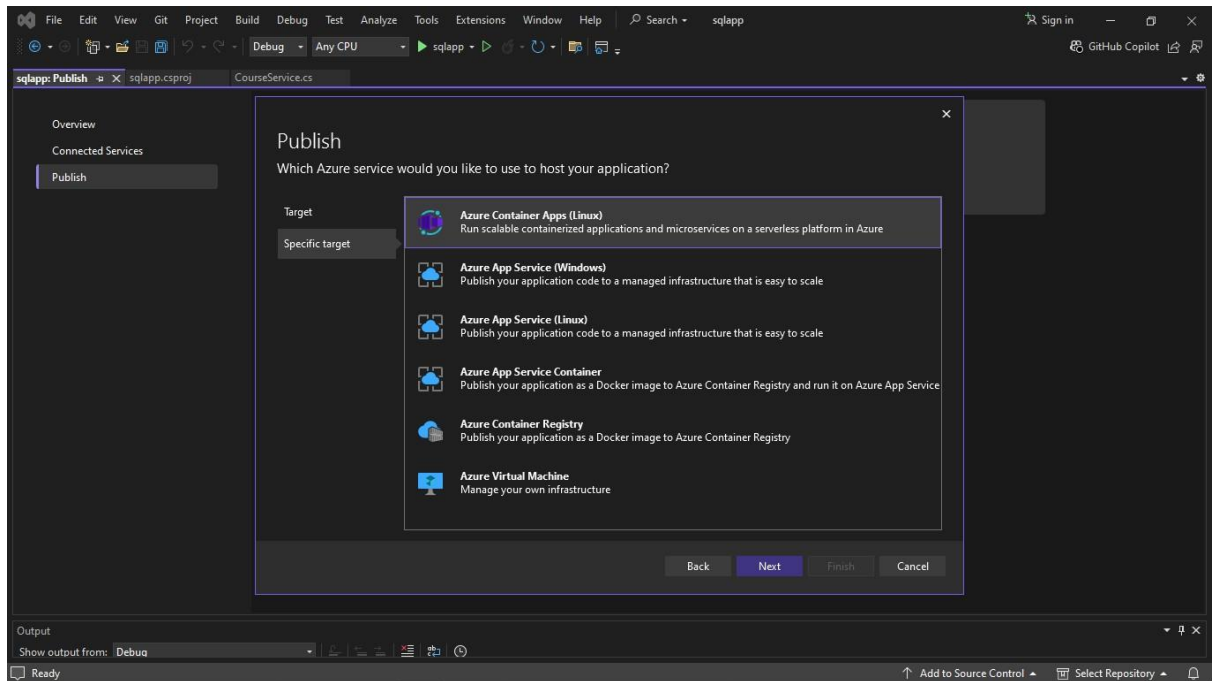 File Edit View Git Project Build Debug Test Analyze Tools Extensions Window Help Search sqlapp Sign in
Debug Any CPU sqlapp GitHub Copilot
sqlapp: Publish sqlapp.csproj CourseService.cs
Overview
Connected Services
Publish
Publish
Which Azure service would you like to use to host your application?
Target
Specific target
Azure Container Apps (Linux)
Run scalable containerized applications and microservices on a serverless platform in Azure
Azure App Service (Windows)
Publish your application code to a managed infrastructure that is easy to scale
Azure App Service (Linux)
Publish your application code to a managed infrastructure that is easy to scale
Azure App Service Container
Publish your application as a Docker image to Azure Container Registry and run it on Azure App Service
Azure Container Registry
Publish your application as a Docker image to Azure Container Registry
Azure Virtual Machine
Manage your own infrastructure
Back Next Finish Cancel
Output
Show output from: Debug
Ready Add to Source Control Select Repository